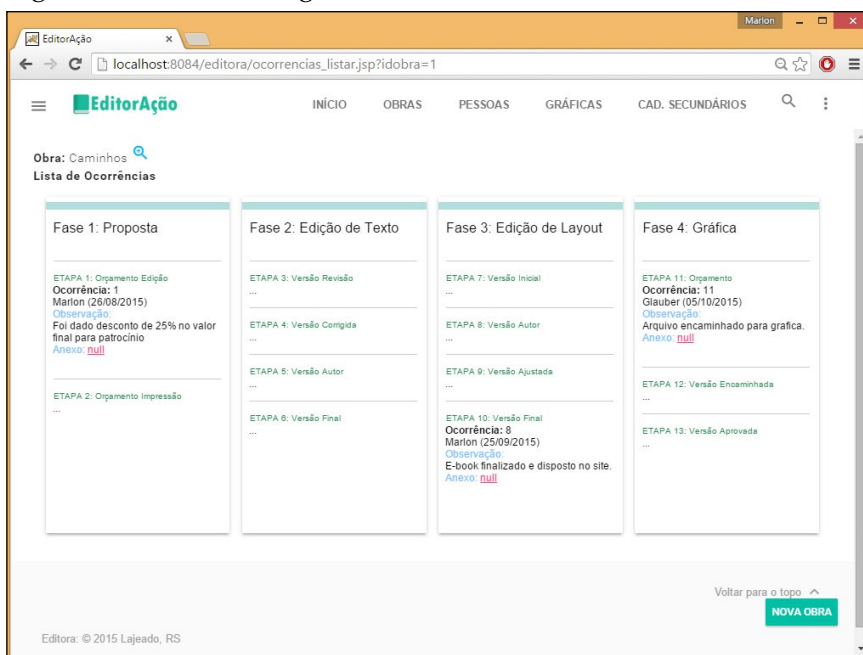 Marlon
EditorAção
localhost:8084/editora/ocorrencias_listar.jsp?idobra=1
EditorAção
INÍCIO OBRAS PESSOAS GRÁFICAS CAD. SECUNDÁRIOS
Obra: Caminhos
Lista de Ocorrências
Fase 1: Proposta
ETAPA 1: Orçamento Edição
Ocorrência: 1
Marlon (26/08/2015)
Observação:
Foi dado desconto de 25% no valor
final para patrocínio
Anexo: null
ETAPA 2: Orçamento Impressão
...
Fase 2: Edição de Texto
ETAPA 3: Versão Revisão
...
ETAPA 4: Versão Corrigida
...
ETAPA 5: Versão Autor
...
ETAPA 6: Versão Final
...
Fase 3: Edição de Layout
ETAPA 7: Versão Inicial
...
ETAPA 8: Versão Autor
...
ETAPA 9: Versão Ajustada
...
ETAPA 10: Versão Final
Ocorrência: 8
Marlon (25/09/2015)
Observação:
E-book finalizado e disposto no site.
Anexo: null
Fase 4: Gráfica
ETAPA 11: Orçamento
Ocorrência: 11
Glauber (05/10/2015)
Observação:
Arquivo encaminhado para grafica.
Anexo: null
ETAPA 12: Versão Encaminhada
...
ETAPA 13: Versão Aprovada
...
Voltar para o topo
NOVA OBRA
Editora: © 2015 Lajeado, RS